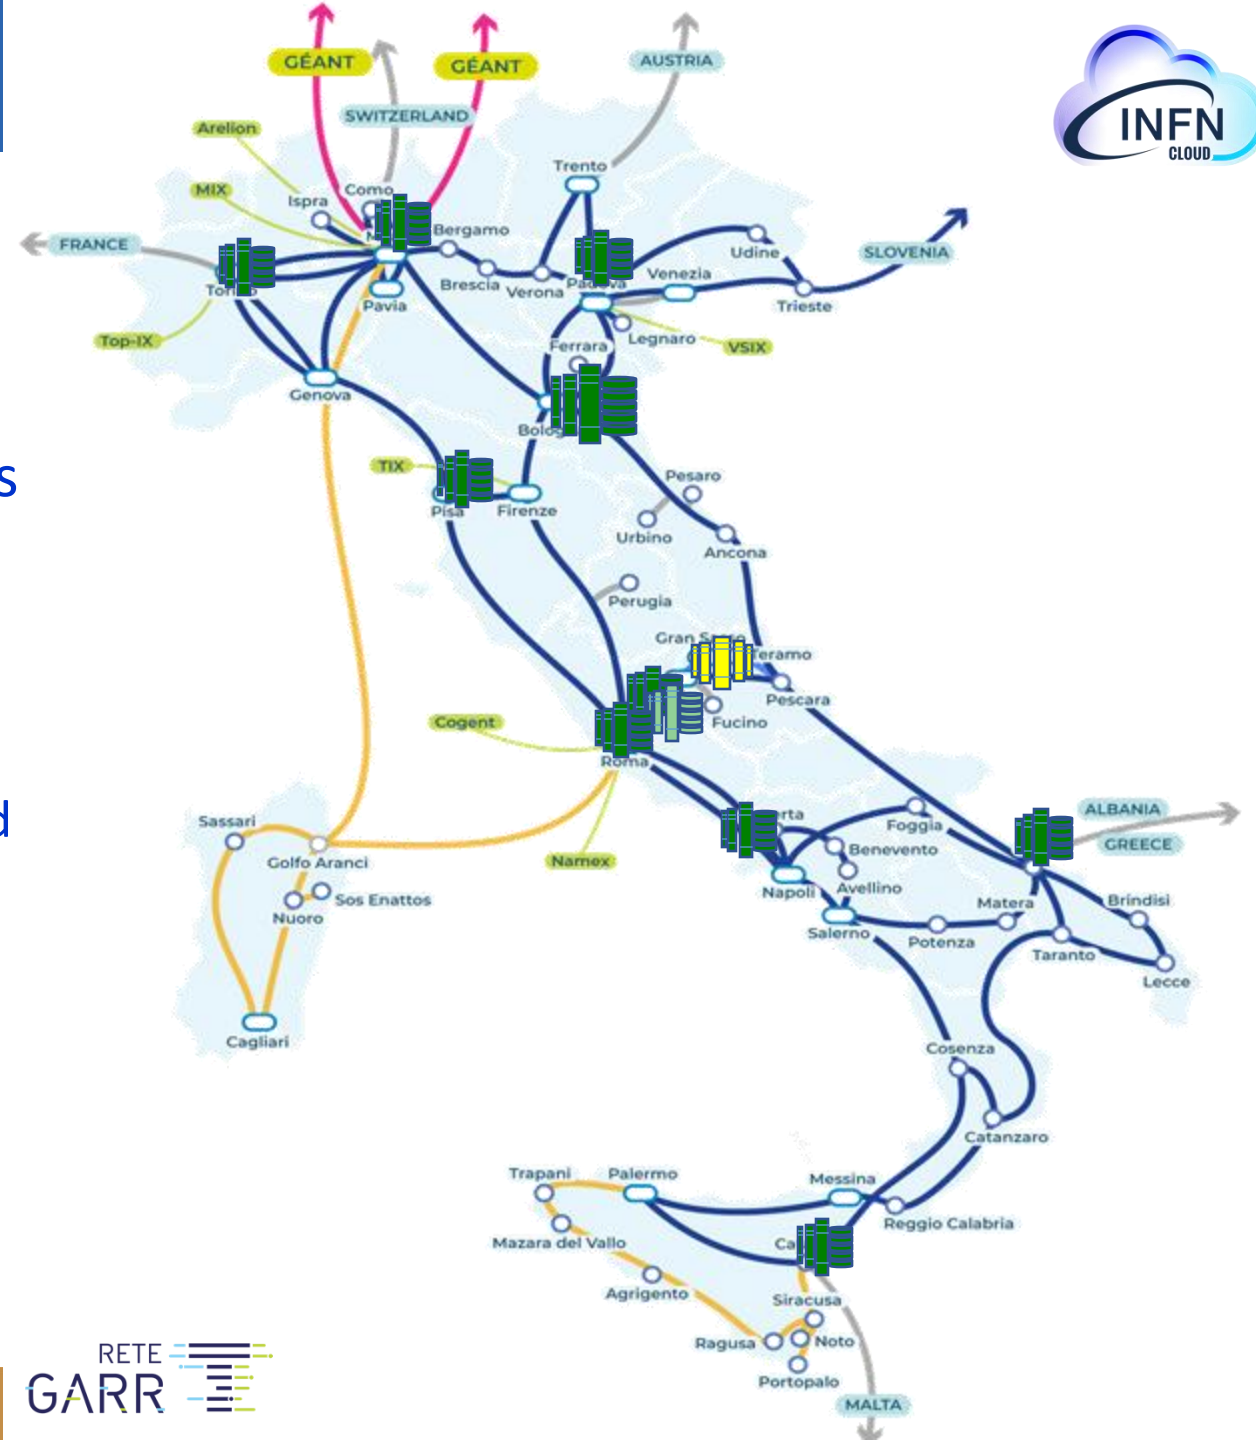 GÉANT
GÉANT
AUSTRIA
SWITZERLAND
INFN
CLOUD
Arelion
Trento
MIX
Como
Ispra
Bergamo
FRANCE
Udine
SLOVENIA
Brescia
Verona
Venezia
Pavia
Trieste
Top-IX
Legnaro
VSIX
Ferrara
Genova
TIX
s
Pesaro
Pisa
Firenze
Urbino
Ancona
Perugia
Gran
Teramo
Pescara
Cogent
Fucino
Roma
d
Sassari
ALBANIA
Foggia
GREECE
Golfo Aranci
Benevento
Namex
Sos Enattos
Napoli
Avellino
Nuoro
Matera
Brindisi
Salerno
Potenza
Taranto
Lecce
Cagliari
Cosenza
Catanzaro
Trapani
Palermo
Messina
Reggio Calabria
Mazara del Vallo
Agrigento
Siracusa
Ragusa
Noto
Portopalo
RETE
GARR
MALTA